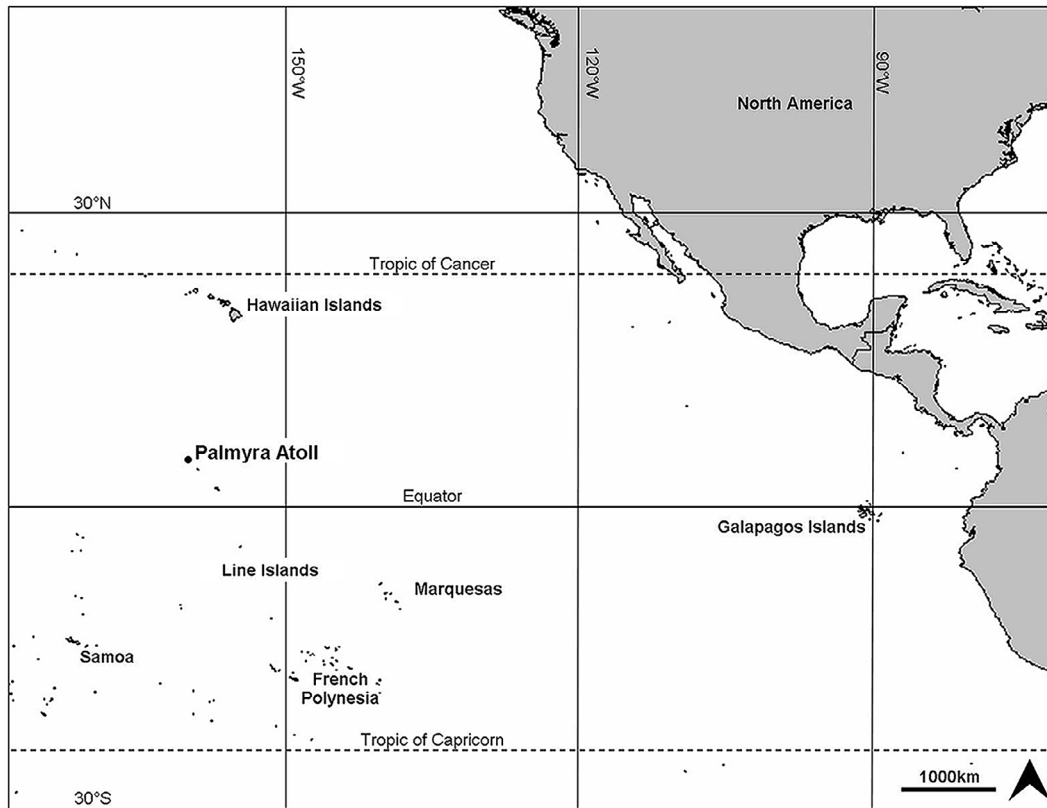 150°W
120°W
90°W
North America
30°N
Tropic of Cancer
Hawaiian Islands
Palmyra Atoll
Equator
Galapagos Islands
Line Islands
Marquesas
Samoa
French
Polynesia
Tropic of Capricorn
1000km
30°S